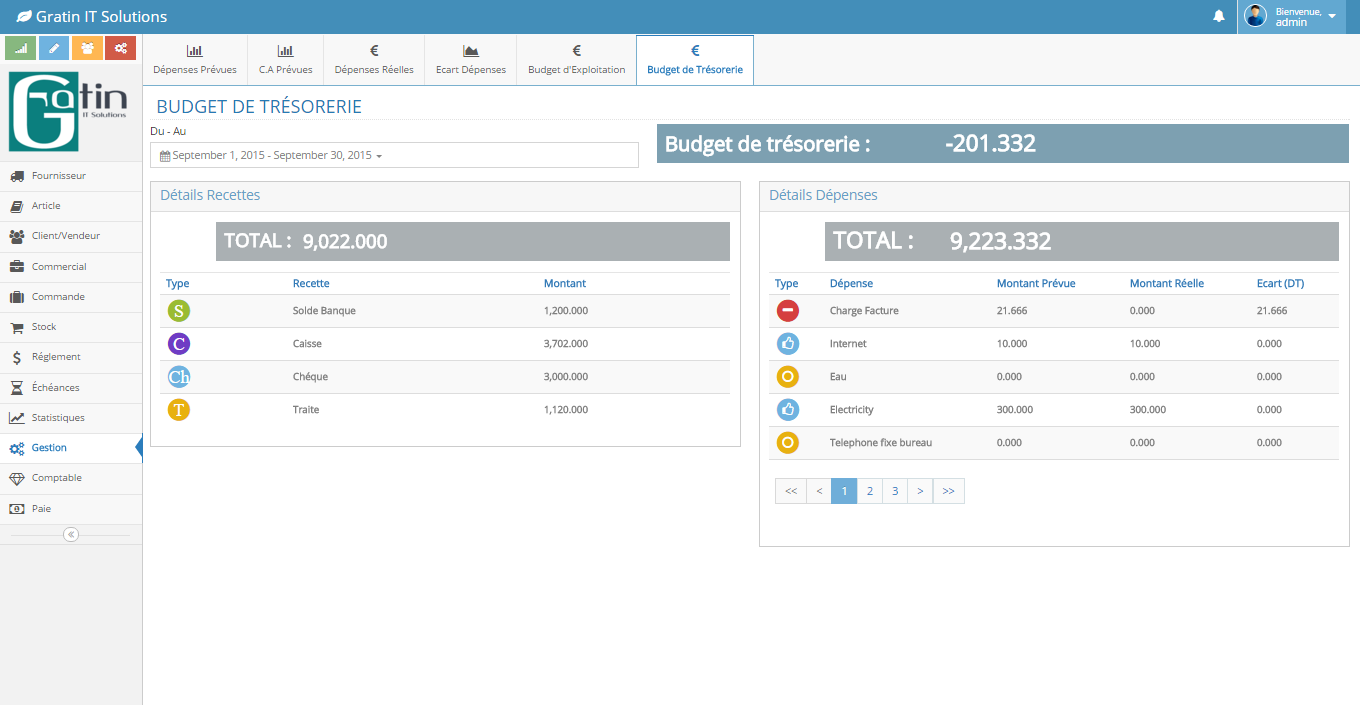 Gratin IT Solutions
Bienvenue,
admin
Gratin
IT Solutions
Fournisseur
Article
Client/Vendeur
Commercial
Commande
Stock
Réglement
Échéances
Statistiques
Gestion
Comptable
Paie
Dépenses Prévues
C.A Prévues
€
Dépenses Réelles
Ecart Dépenses
€
Budget d'Exploitation
€
Budget de Trésorerie
BUDGET DE TRÉSORERIE
Du - Au
September 1, 2015 - September 30, 2015
Budget de trésorerie : -201.332
Détails Recettes
TOTAL : 9,022.000
Type Recette Montant
S Solde Banque 1,200.000
C Caisse 3,702.000
Ch Chéque 3,000.000
T Traite 1,120.000
Détails Dépenses
TOTAL : 9,223.332
Type Dépense Montant Prévue Montant Réelle Ecart (DT)
Charge Facture 21.666 0.000 21.666
Internet 10.000 10.000 0.000
Eau 0.000 0.000 0.000
Electricity 300.000 300.000 0.000
Telephone fixe bureau 0.000 0.000 0.000
<< < 1 2 3 > >>